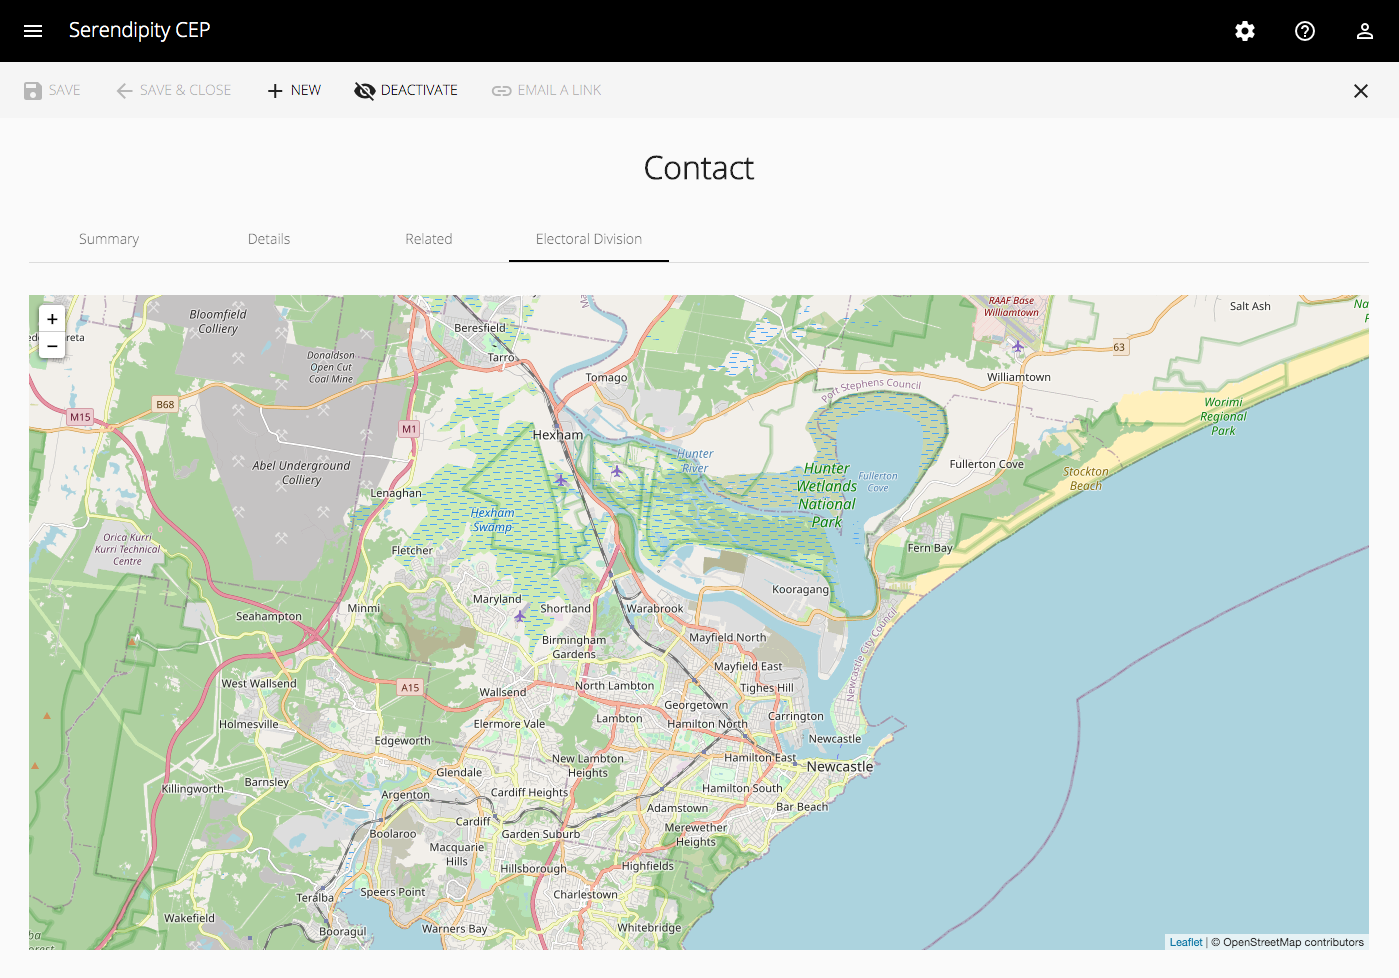 Serendipity CEP
SAVE
SAVE & CLOSE
NEW
DEACTIVATE
EMAIL A LINK
Contact
Summary
Details
Related
Electoral Division
+
−
Bloomfield
Colliery
Beresfield
RAAF Base
Williamtown
Salt Ash
Donaldson
Open Cut
Coal Mine
Tarro
63
Tomago
Williamtown
Port Stephens Council
B68
M15
M1
Worimi
Regional
Park
Hexham
Hunter
River
Abel Underground
Colliery
Hunter
Wetlands
National
Park
Fullerton
Cove
Fullerton Cove
Stockton
Beach
Lenaghan
Hexham
Swamp
Orica Kurri
Kurri Technical
Centre
Fletcher
Fern Bay
Kooragang
Maryland
Shortland
Warabrook
Minmi
Seahampton
Newcastle City Council
Birmingham
Gardens
Mayfield North
Mayfield East
West Wallsend
A15
Wallsend
North Lambton
Tighes Hill
Georgetown
Holmesville
Elermore Vale
Lambton
Hamilton North
Carrington
Edgeworth
Newcastle
New Lambton
Heights
Hamilton East
Newcastle
Glendale
Killingworth
Barnsley
Argenton
Cardiff Heights
Hamilton South
Adamstown
Bar Beach
Boolaroo
Cardiff
Garden Suburb
Merewether
Heights
Macquarie
Hills
Hillsborough
Highfields
Teralba
Speers Point
Charlestown
Wakefield
Booragul
Warners Bay
Whitebridge
Leaflet | © OpenStreetMap contributors